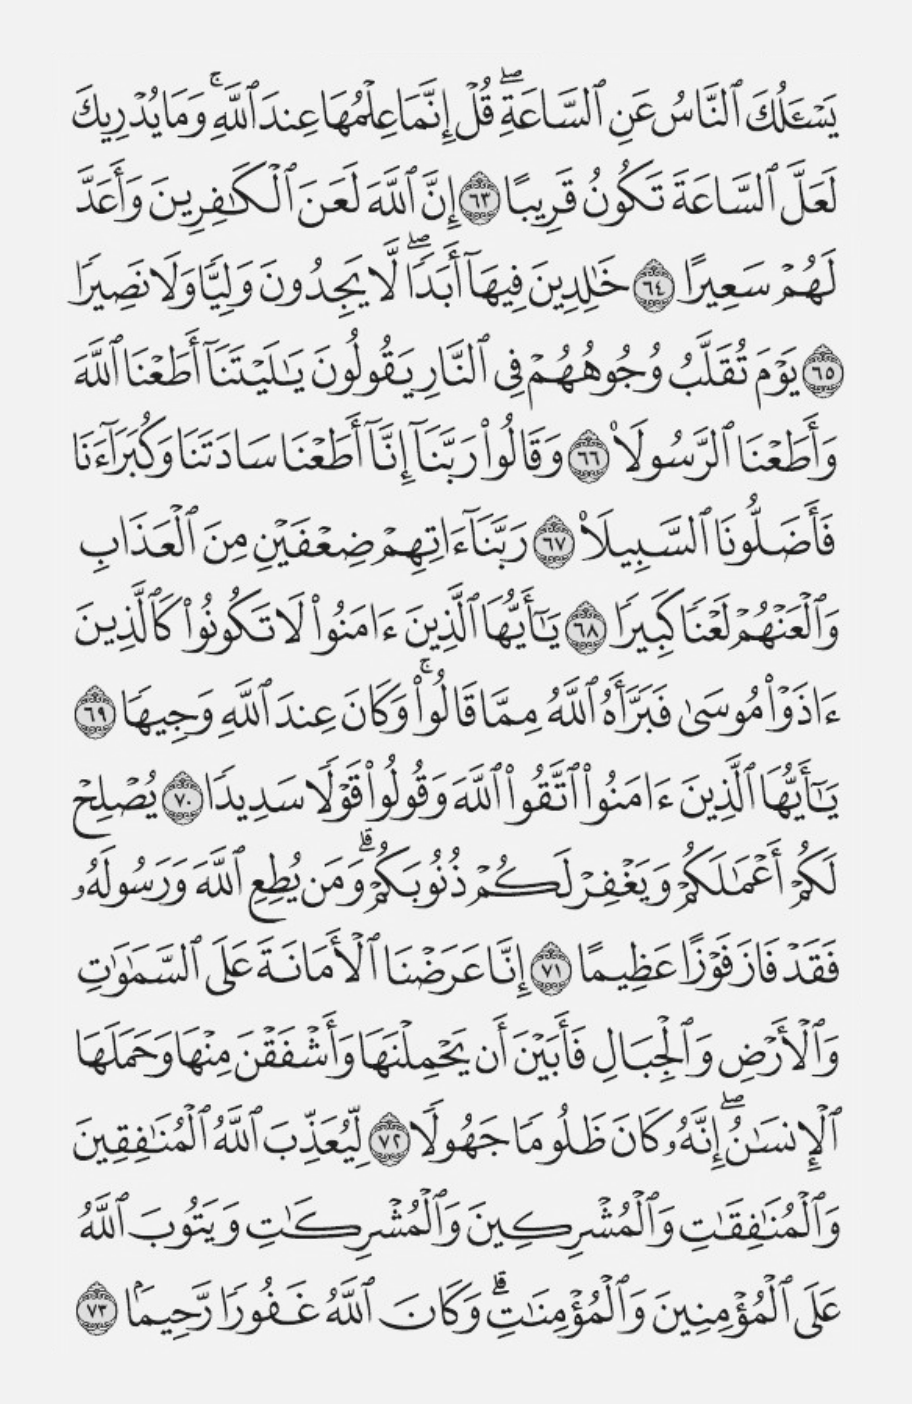 يَسْـَٔلُكَ ٱلنَّاسُ عَنِ ٱلسَّاعَةِۖ قُلْ إِنَّمَا عِلْمُهَا عِندَ ٱللَّهِۚ وَمَا يُدْرِيكَ
لَعَلَّ ٱلسَّاعَةَ تَكُونُ قَرِيبًا ٦٣ إِنَّ ٱللَّهَ لَعَنَ ٱلْكَٰفِرِينَ وَأَعَدَّ
لَهُمْ سَعِيرًا ٦٤ خَٰلِدِينَ فِيهَآ أَبَدًاۖ لَّا يَجِدُونَ وَلِيًّا وَلَا نَصِيرًا
٦٥ يَوْمَ تُقَلَّبُ وُجُوهُهُمْ فِى ٱلنَّارِ يَقُولُونَ يَٰلَيْتَنَآ أَطَعْنَا ٱللَّهَ
وَأَطَعْنَا ٱلرَّسُولَا۠ ٦٦ وَقَالُوا۟ رَبَّنَآ إِنَّآ أَطَعْنَا سَادَتَنَا وَكُبَرَآءَنَا
فَأَضَلُّونَا ٱلسَّبِيلَا۠ ٦٧ رَبَّنَآ ءَاتِهِمْ ضِعْفَيْنِ مِنَ ٱلْعَذَابِ
وَٱلْعَنْهُمْ لَعْنًا كَبِيرًا ٦٨ يَٰٓأَيُّهَا ٱلَّذِينَ ءَامَنُوا۟ لَا تَكُونُوا۟ كَٱلَّذِينَ
ءَاذَوْا۟ مُوسَىٰ فَبَرَّأَهُ ٱللَّهُ مِمَّا قَالُوا۟ۚ وَكَانَ عِندَ ٱللَّهِ وَجِيهًا ٦٩
يَٰٓأَيُّهَا ٱلَّذِينَ ءَامَنُوا۟ ٱتَّقُوا۟ ٱللَّهَ وَقُولُوا۟ قَوْلًا سَدِيدًا ٧٠ يُصْلِحْ
لَكُمْ أَعْمَٰلَكُمْ وَيَغْفِرْ لَكُمْ ذُنُوبَكُمْۗ وَمَن يُطِعِ ٱللَّهَ وَرَسُولَهُۥ
فَقَدْ فَازَ فَوْزًا عَظِيمًا ٧١ إِنَّا عَرَضْنَا ٱلْأَمَانَةَ عَلَى ٱلسَّمَٰوَٰتِ
وَٱلْأَرْضِ وَٱلْجِبَالِ فَأَبَيْنَ أَن يَحْمِلْنَهَا وَأَشْفَقْنَ مِنْهَا وَحَمَلَهَا
ٱلْإِنسَٰنُۖ إِنَّهُۥ كَانَ ظَلُومًا جَهُولًا ٧٢ لِّيُعَذِّبَ ٱللَّهُ ٱلْمُنَٰفِقِينَ
وَٱلْمُنَٰفِقَٰتِ وَٱلْمُشْرِكِينَ وَٱلْمُشْرِكَٰتِ وَيَتُوبَ ٱللَّهُ
عَلَى ٱلْمُؤْمِنِينَ وَٱلْمُؤْمِنَٰتِۗ وَكَانَ ٱللَّهُ غَفُورًا رَّحِيمًۢا ٧٣